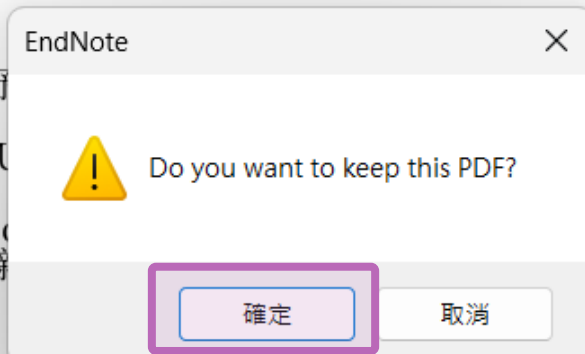 EndNote
Do you want to keep this PDF?
確定
取消